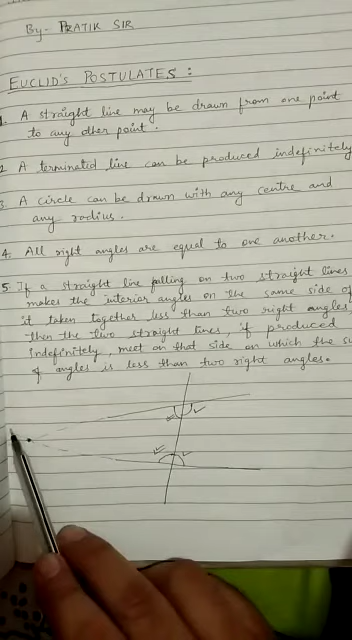 By- PRATIK SIR
EUCLID'S POSTULATES :
1. A straight line may be drawn from one point
to any other point.
2 A terminated line can be produced indefinitely
3. A circle can be drawn with any centre and
any radius.
4. All right angles are equal to one another.
5. If a straight line falling on two straight lines
makes the interior angles on the same side of
it taken together less than two right angles
then the two straight lines, if produced
indefinitely, meet on that side on which the
of angles is less than two right angles.